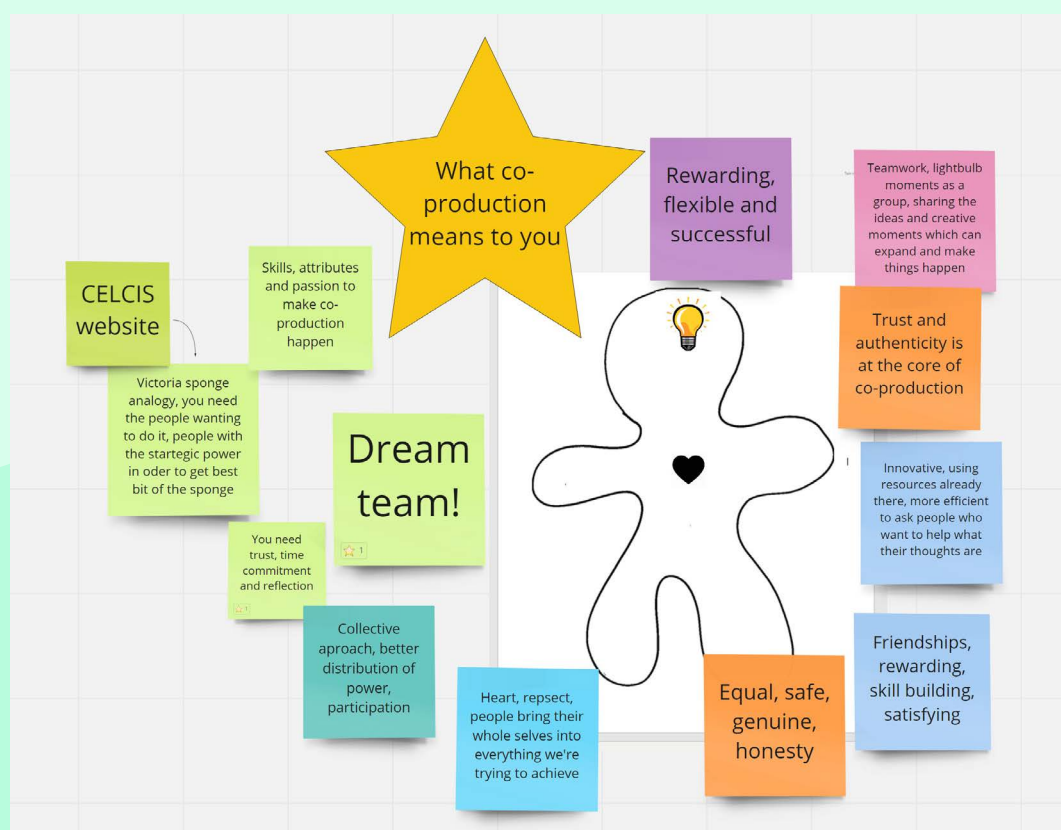 What co-
production
means to you
Rewarding,
flexible and
successful
Teamwork, lightbulb
moments as a
group, sharing the
ideas and creative
moments which can
expand and make
things happen
CELCIS
website
Skills, attributes
and passion to
make co-
production
happen
Trust and
authenticity is
at the core of
co-production
Victoria sponge
analogy, you need
the people wanting
to do it, people with
the startegic power
in oder to get best
bit of the sponge
Dream
team!
1
Innovative, using
resources already
there, more efficient
to ask people who
want to help what
their thoughts are
You need
trust, time
commitment
and reflection
1
Collective
aproach, better
distribution of
power,
participation
Heart, repsect,
people bring their
whole selves into
everything we're
trying to achieve
Equal, safe,
genuine,
honesty
Friendships,
rewarding,
skill building,
satisfying